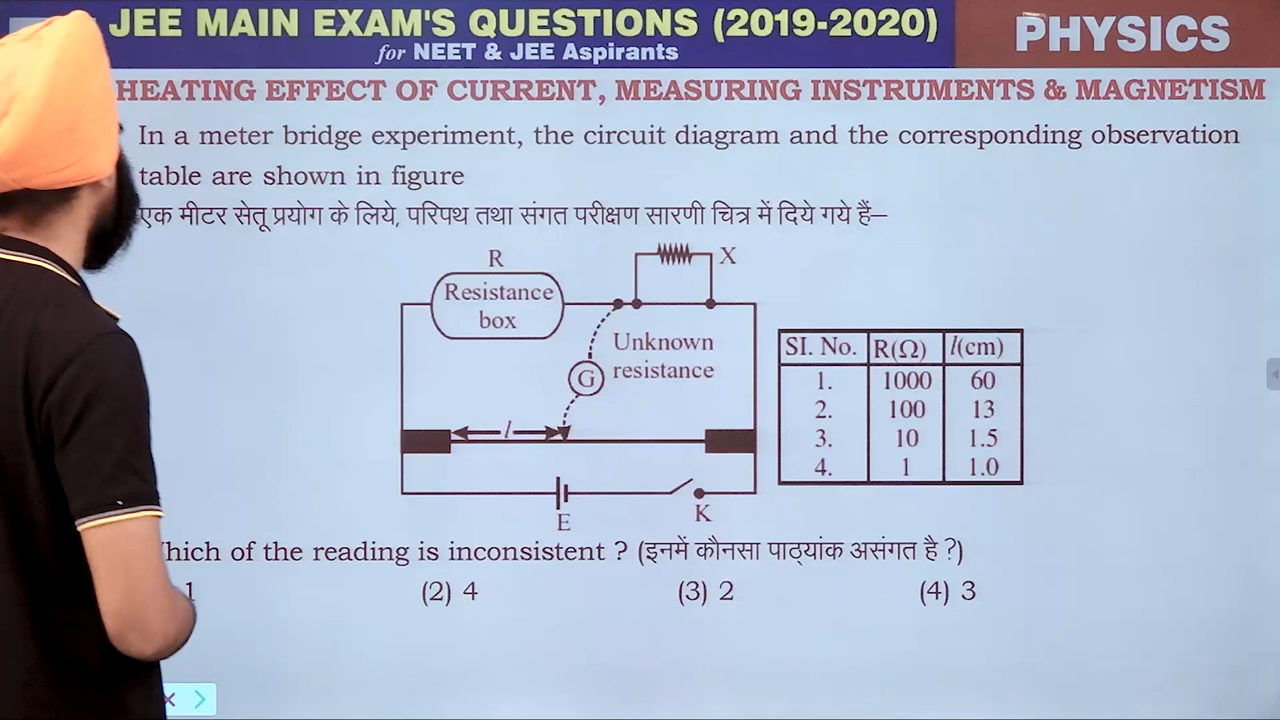 JEE MAIN EXAM'S QUESTIONS (2019-2020)
for NEET & JEE Aspirants
PHYSICS
HEATING EFFECT OF CURRENT, MEASURING INSTRUMENTS & MAGNETISM
In a meter bridge experiment, the circuit diagram and the corresponding observation
table are shown in figure
एक मीटर सेतू प्रयोग के लिये, परिपथ तथा संगत परीक्षण सारणी चित्र में दिये गये हैं–
R
X
Resistance
box
Unknown
resistance
G
l
E
K
SI. No. R(Ω) l(cm)
1. 1000 60
2. 100 13
3. 10 1.5
4. 1 1.0
hich of the reading is inconsistent ? (इनमें कौनसा पाठ्यांक असंगत है ?)
1 (2) 4 (3) 2 (4) 3